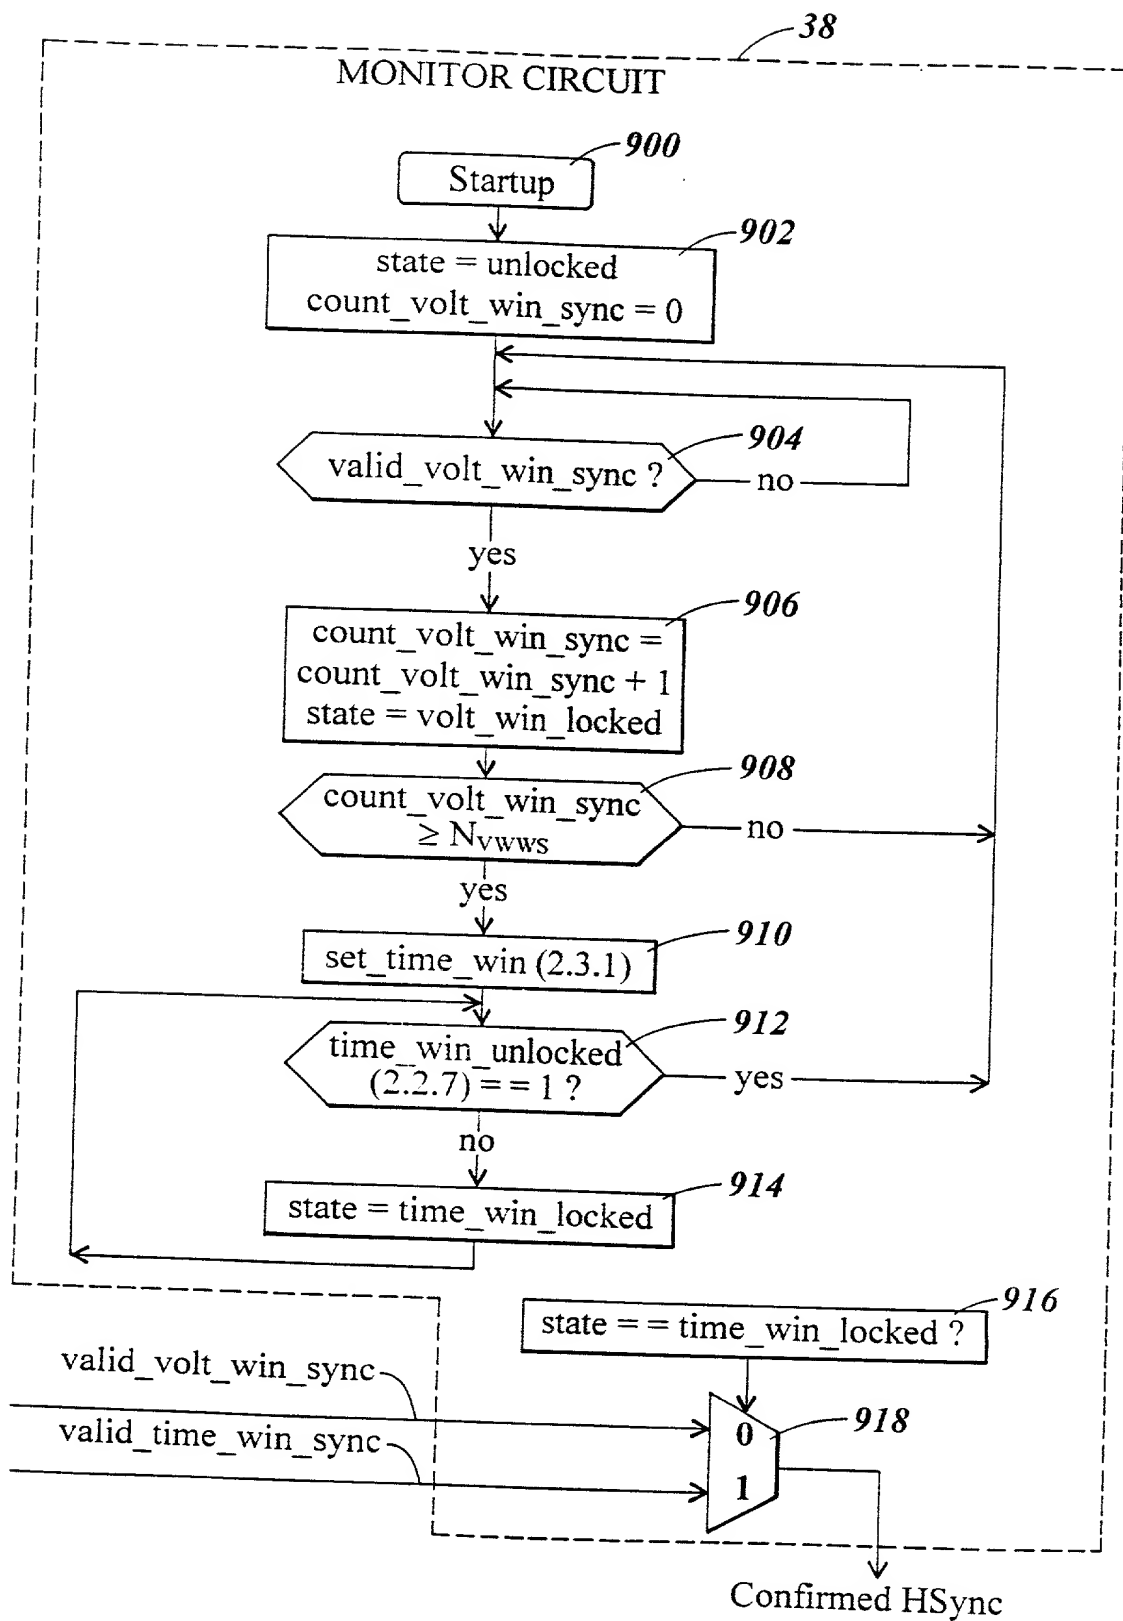 38
MONITOR CIRCUIT
900
Startup
902
state = unlocked
count_volt_win_sync = 0
904
valid_volt_win_sync ?
no
yes
906
count_volt_win_sync =
count_volt_win_sync + 1
state = volt_win_locked
908
count_volt_win_sync
≥ NVWWS
no
yes
910
set_time_win (2.3.1)
912
time_win_unlocked
(2.2.7) = = 1 ?
yes
no
914
state = time_win_locked
916
state = = time_win_locked ?
valid_volt_win_sync
918
0
valid_time_win_sync
1
Confirmed HSync